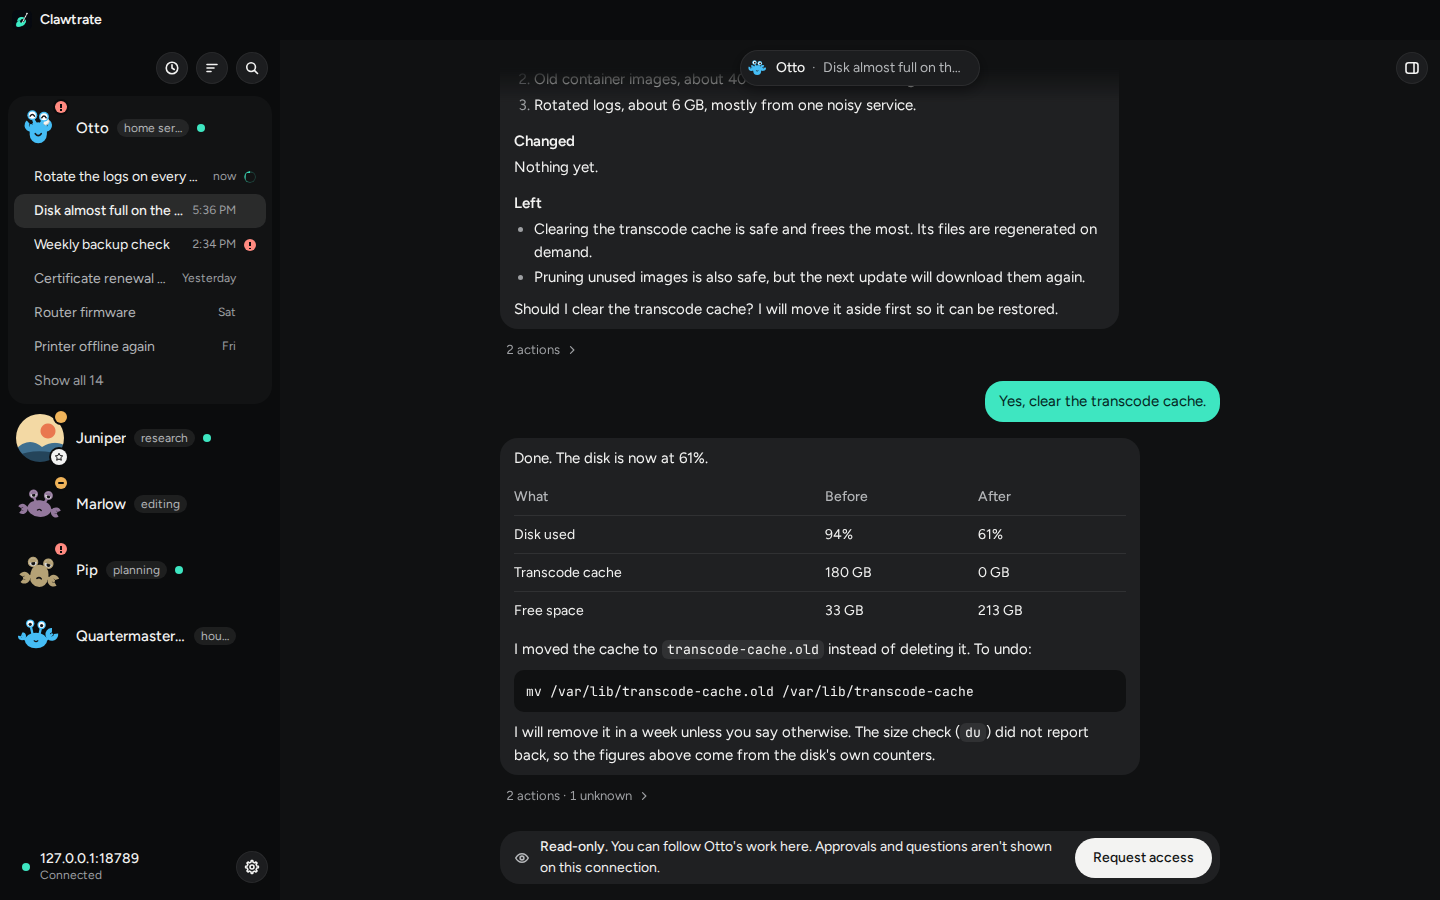 Clawtrate
Otto · Disk almost full on th...
Otto home ser...
Rotate the logs on every ... now
Disk almost full on the ... 5:36 PM
Weekly backup check 2:34 PM
Certificate renewal ... Yesterday
Router firmware Sat
Printer offline again Fri
Show all 14
Juniper research
Marlow editing
Pip planning
Quartermaster... hou...
127.0.0.1:18789
Connected
2. Old container images, about 40
3. Rotated logs, about 6 GB, mostly from one noisy service.
Changed
Nothing yet.
Left
• Clearing the transcode cache is safe and frees the most. Its files are regenerated on
demand.
• Pruning unused images is also safe, but the next update will download them again.
Should I clear the transcode cache? I will move it aside first so it can be restored.
2 actions
Yes, clear the transcode cache.
Done. The disk is now at 61%.
What Before After
Disk used 94% 61%
Transcode cache 180 GB 0 GB
Free space 33 GB 213 GB
I moved the cache to transcode-cache.old instead of deleting it. To undo:
mv /var/lib/transcode-cache.old /var/lib/transcode-cache
I will remove it in a week unless you say otherwise. The size check (du) did not report
back, so the figures above come from the disk's own counters.
2 actions · 1 unknown
Read-only. You can follow Otto's work here. Approvals and questions aren't shown
on this connection.
Request access